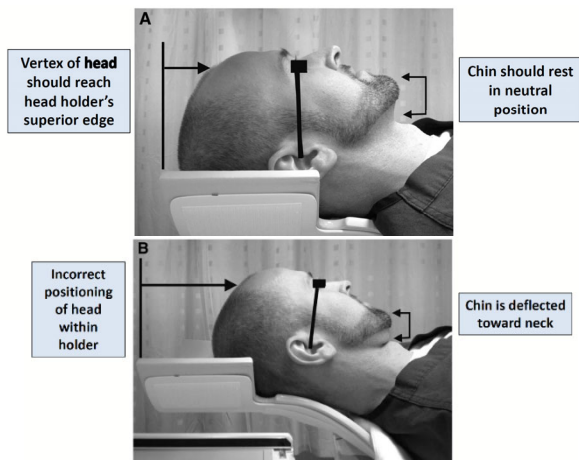 A
Vertex of head
should reach
head holder's
superior edge
Chin should rest
in neutral
position
B
Incorrect
positioning
of head
within
holder
Chin is deflected
toward neck